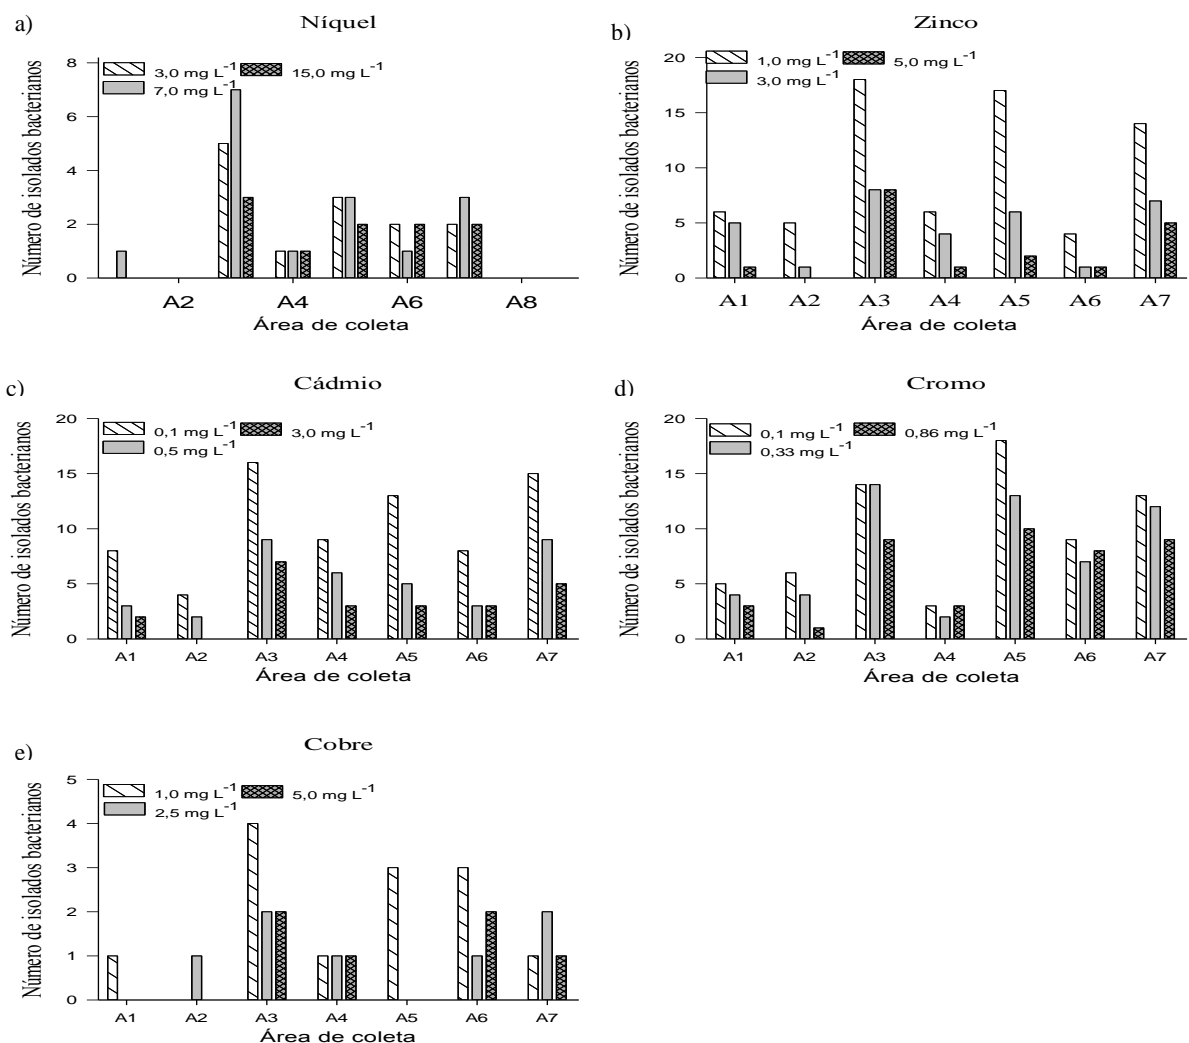 a)
Níquel
Número de isolados bacterianos
8
6
4
2
0
3,0 mg L-1
15,0 mg L-1
7,0 mg L-1
A2 A4 A6 A8
Área de coleta
b)
Zinco
Número de isolados bacterianos
20
15
10
5
0
1,0 mg L-1
5,0 mg L-1
3,0 mg L-1
A1 A2 A3 A4 A5 A6 A7
Área de coleta
c)
Cádmio
Número de isolados bacterianos
20
15
10
5
0
0,1 mg L-1
3,0 mg L-1
0,5 mg L-1
A1 A2 A3 A4 A5 A6 A7
Área de coleta
d)
Cromo
Número de isolados bacterianos
20
15
10
5
0
0,1 mg L-1
0,86 mg L-1
0,33 mg L-1
A1 A2 A3 A4 A5 A6 A7
Área de coleta
e)
Cobre
Número de isolados bacterianos
5
4
3
2
1
0
1,0 mg L-1
5,0 mg L-1
2,5 mg L-1
A1 A2 A3 A4 A5 A6 A7
Área de coleta